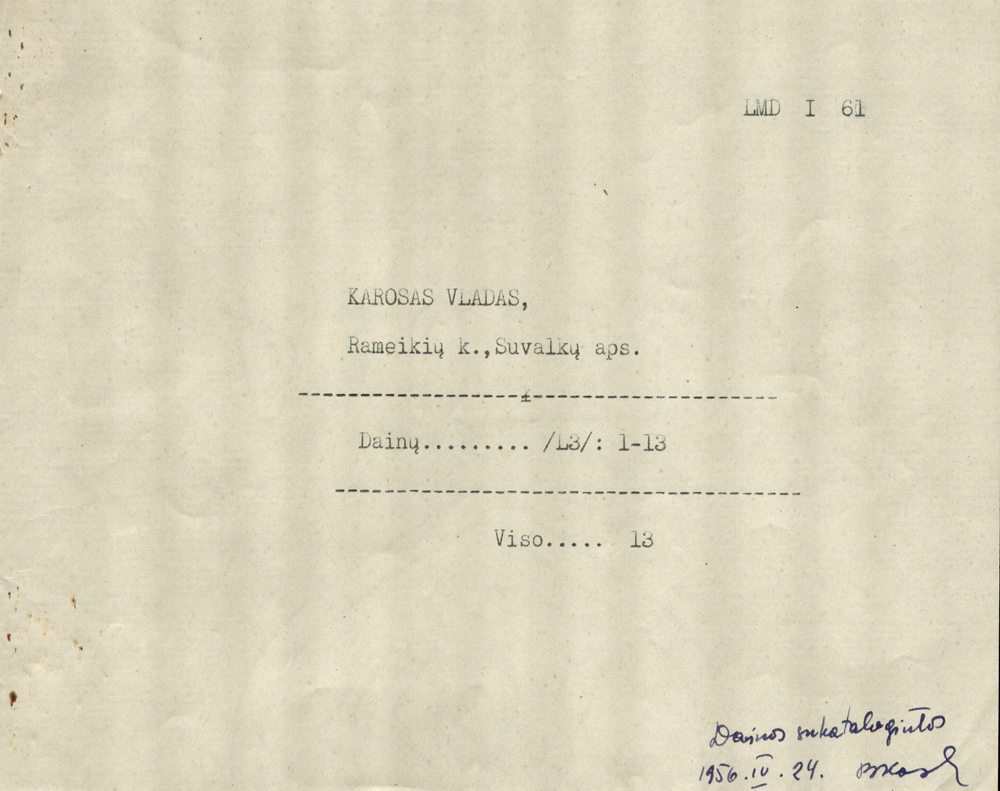 LMD I 61
KAROSAS VLADAS,
Rameikių k.,Suvalkų aps.
Dainų......... /13/: 1-13
Viso..... 13
Dainos sukataloginTos
1956.IV.24.